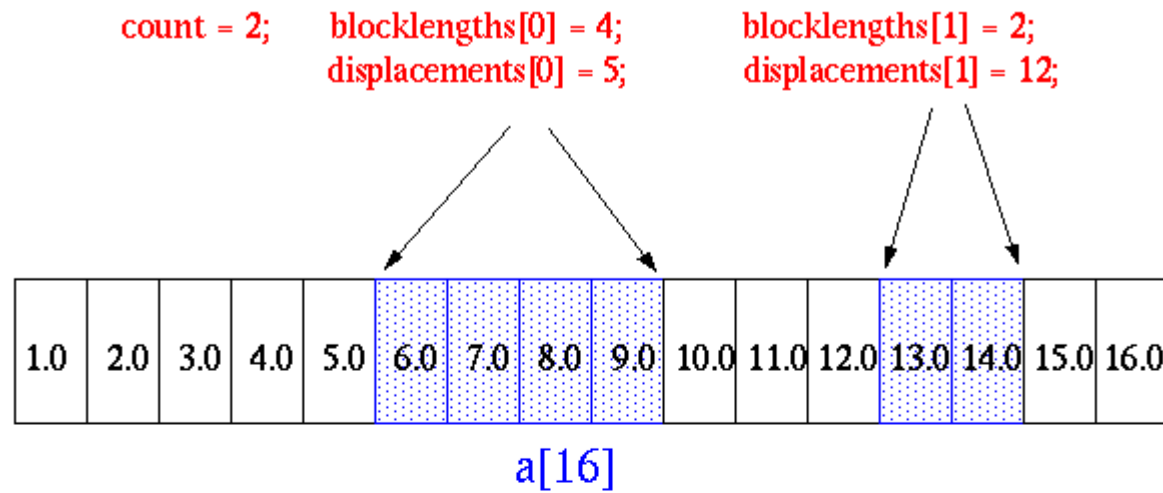 count = 2; blocklengths[0] = 4; blocklengths[1] = 2;
displacements[0] = 5; displacements[1] = 12;
1.0 2.0 3.0 4.0 5.0 6.0 7.0 8.0 9.0 10.0 11.0 12.0 13.0 14.0 15.0 16.0
a[16]